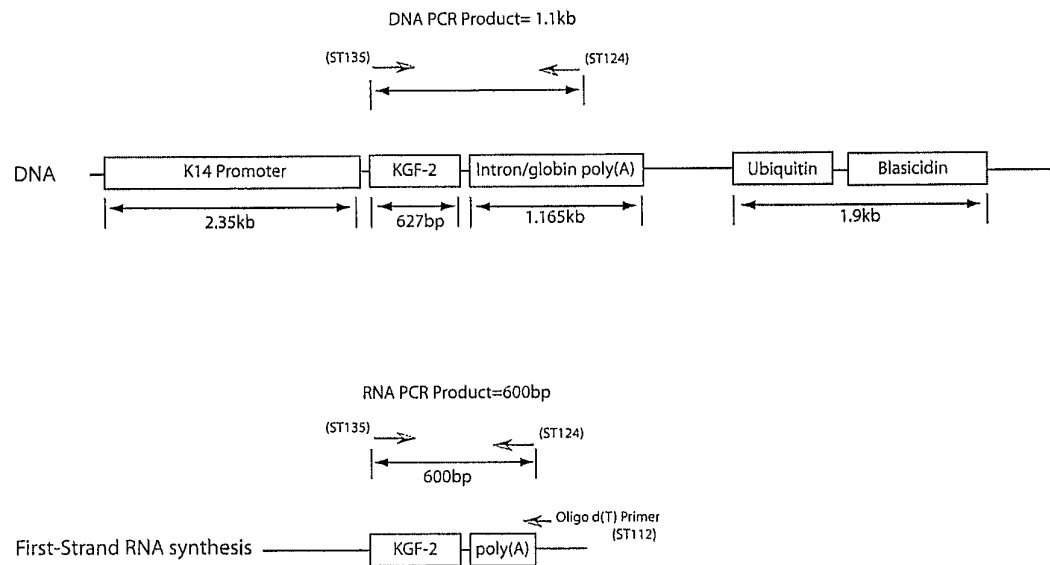 DNA PCR Product= 1.1kb
(ST135)
(ST124)
DNA
K14 Promoter
KGF-2
Intron/globin poly(A)
Ubiquitin
Blasicidin
2.35kb
627bp
1.165kb
1.9kb
RNA PCR Product=600bp
(ST135)
(ST124)
600bp
Oligo d(T) Primer
(ST112)
First-Strand RNA synthesis
KGF-2
poly(A)